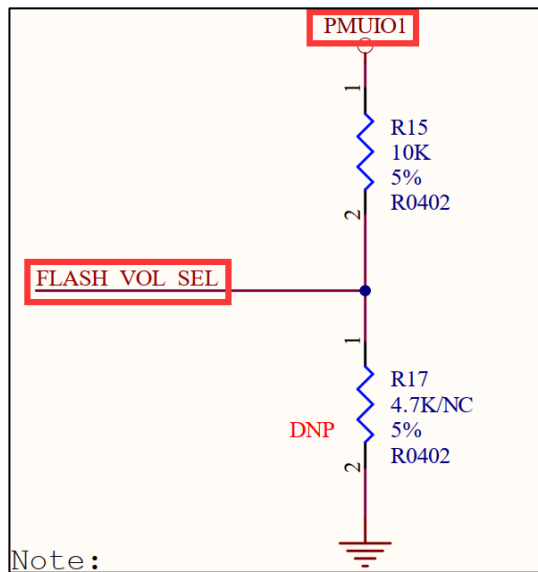 PMUIO1
1
R15
10K
5%
R0402
2
FLASH_VOL_SEL
1
R17
4.7K/NC
DNP
5%
R0402
2
Note: